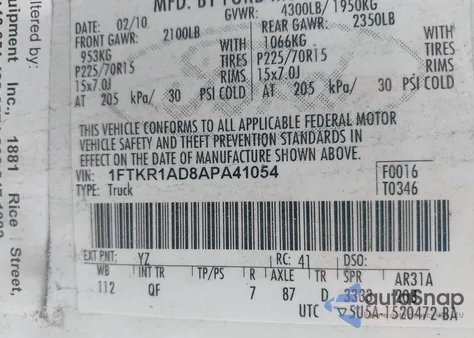 MFD. BY FORD
DATE: 02/10
GVWR: 4300LB/ 1950KG
FRONT GAWR: 2100LB
REAR GAWR: 2350LB
953KG WITH
1066KG WITH
P225/70R15 TIRES
P225/70R15 TIRES
15x7.0J RIMS
15x7.0J RIMS
AT 205 kPa/ 30 PSI COLD
AT 205 kPa/ 30 PSI COLD
THIS VEHICLE CONFORMS TO ALL APPLICABLE FEDERAL MOTOR
VEHICLE SAFETY AND THEFT PREVENTION STANDARDS IN
EFFECT ON THE DATE OF MANUFACTURE SHOWN ABOVE.
VIN: 1FTKR1AD8APA41054
TYPE: Truck
F0016
T0346
EXT PNT: YZ RC: 41 DSO:
WB INT TR TP/PS R AXLE TR SPR AR31A
112 QF 7 87 D
UTC ▽5U5A-1520472-BA
autosnap
ltered by:
uipment Inc., 1881 Rice Street,